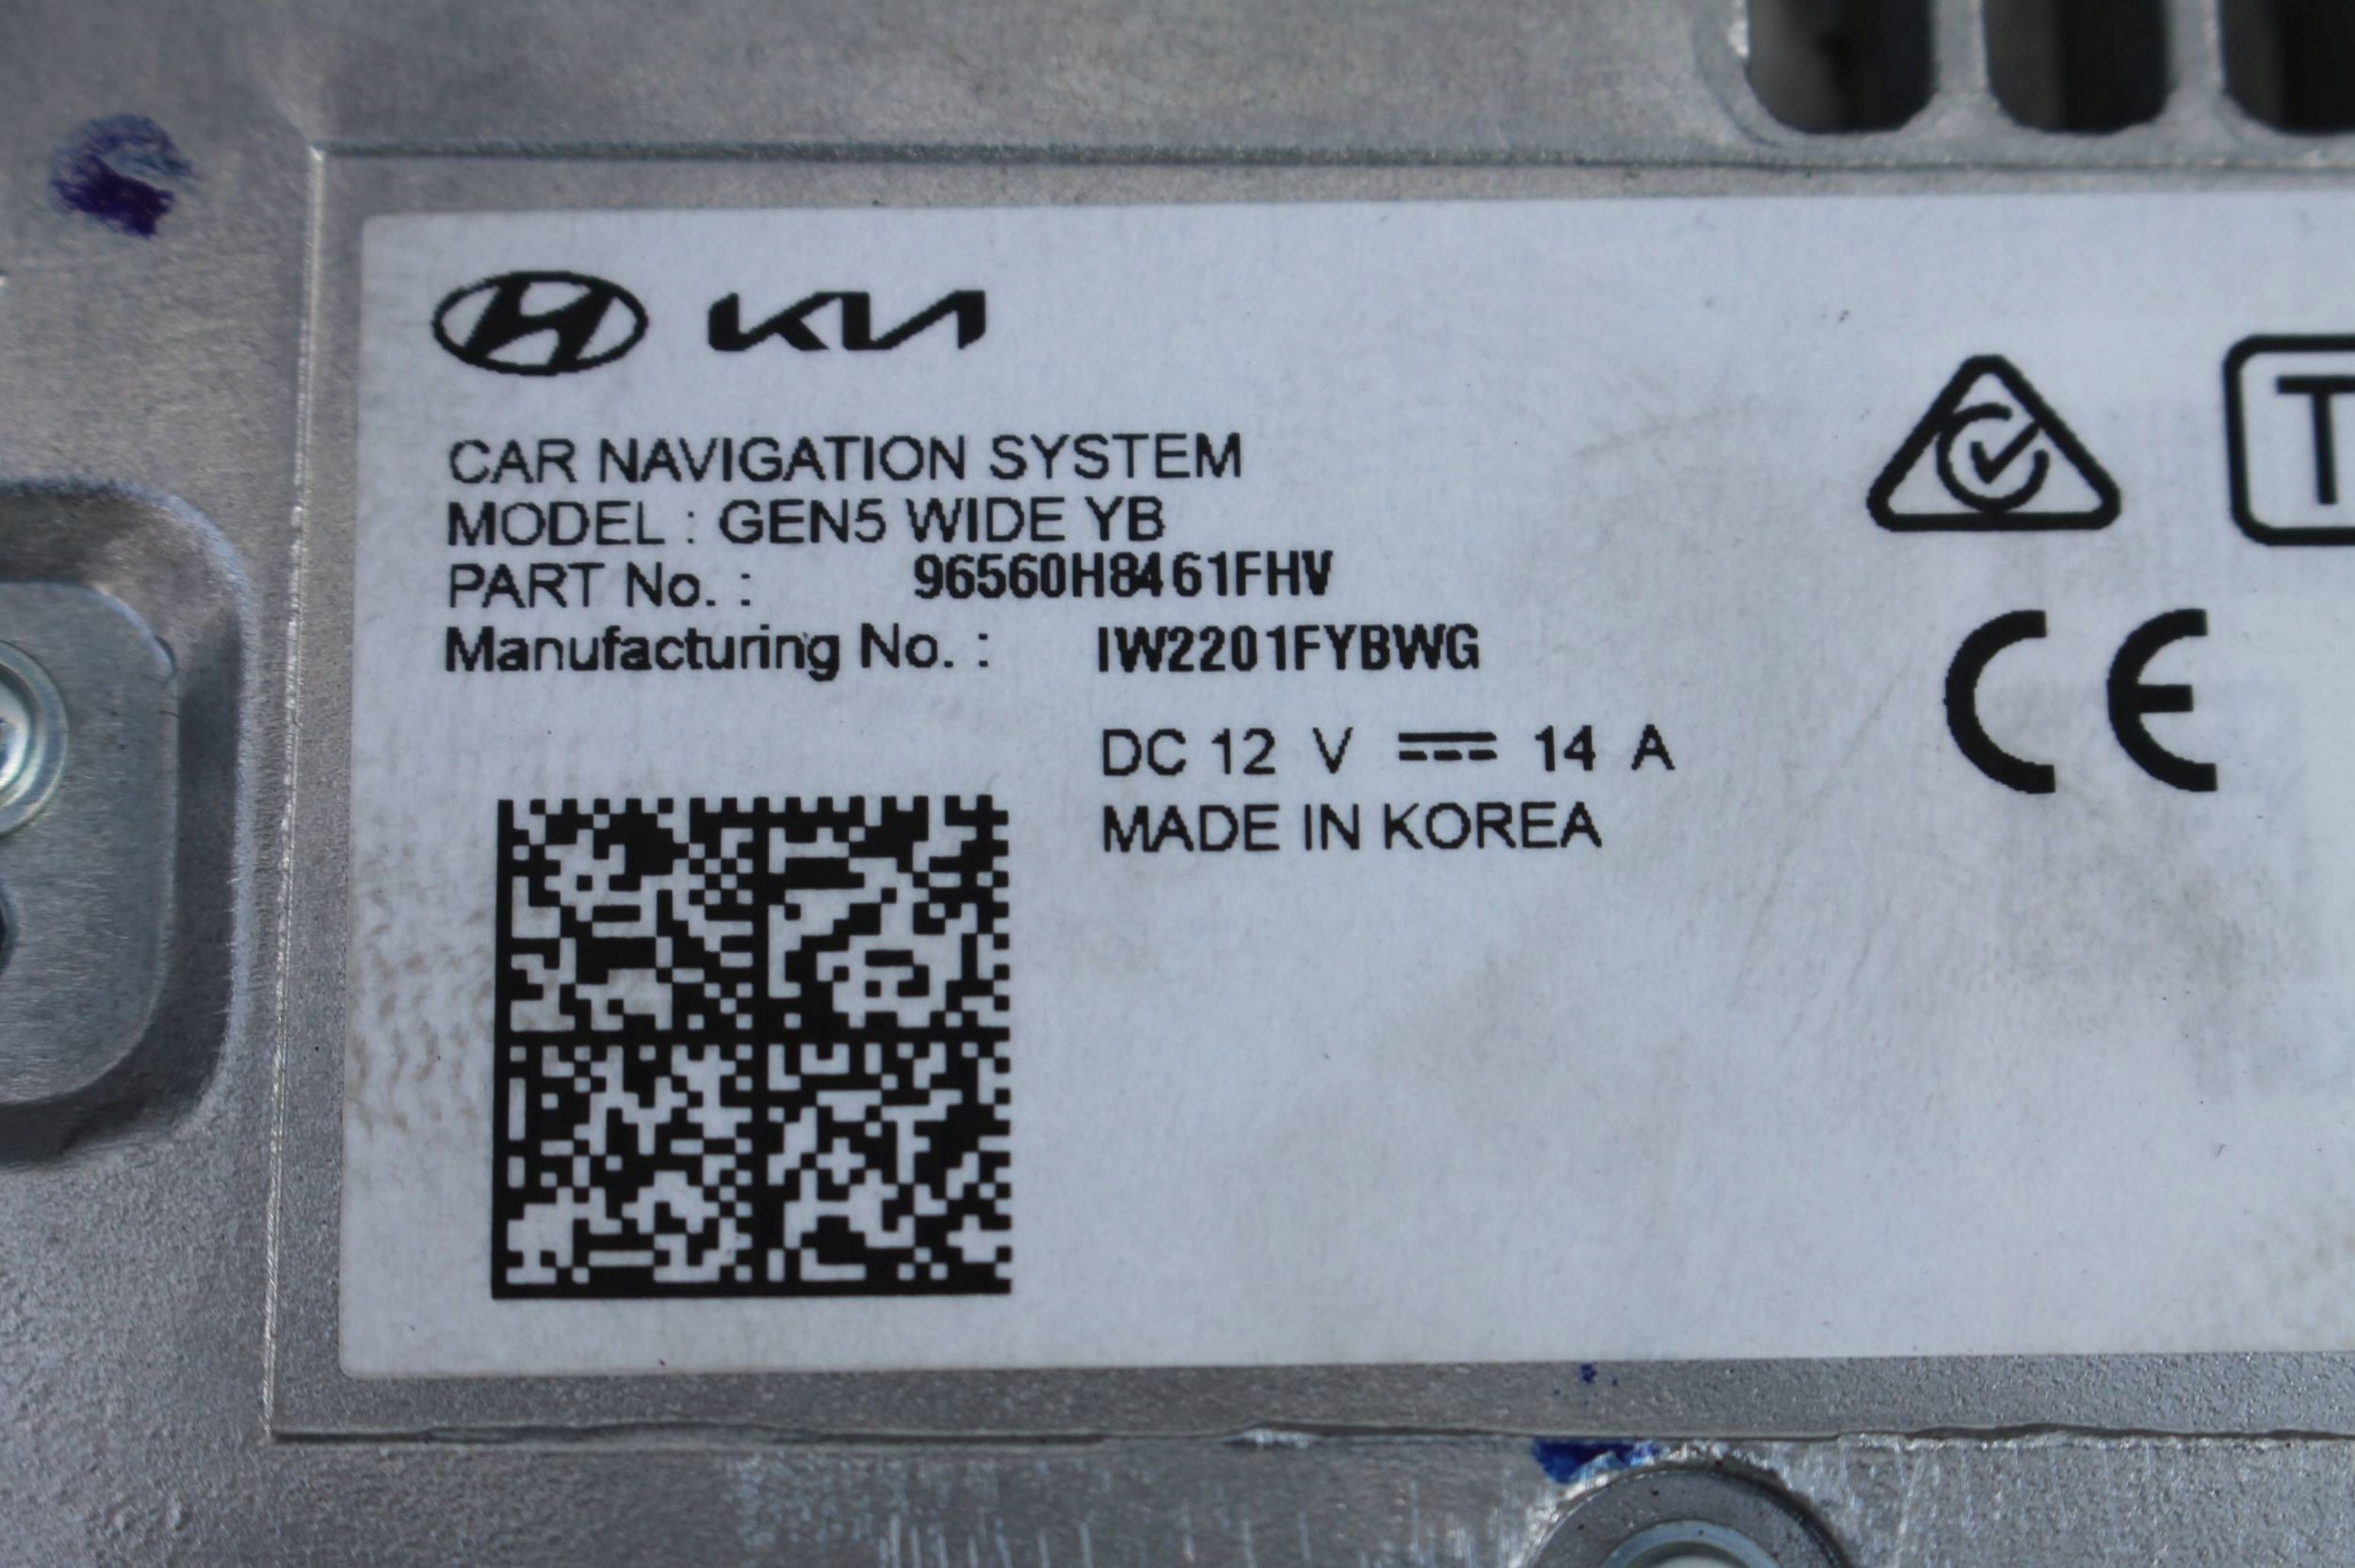 KIA
CAR NAVIGATION SYSTEM
MODEL : GEN5 WIDE YB
PART No. : 96560H8461FHV
Manufacturing No. : IW2201FYBWG
DC 12 V ⎓ 14 A
MADE IN KOREA
T
CE